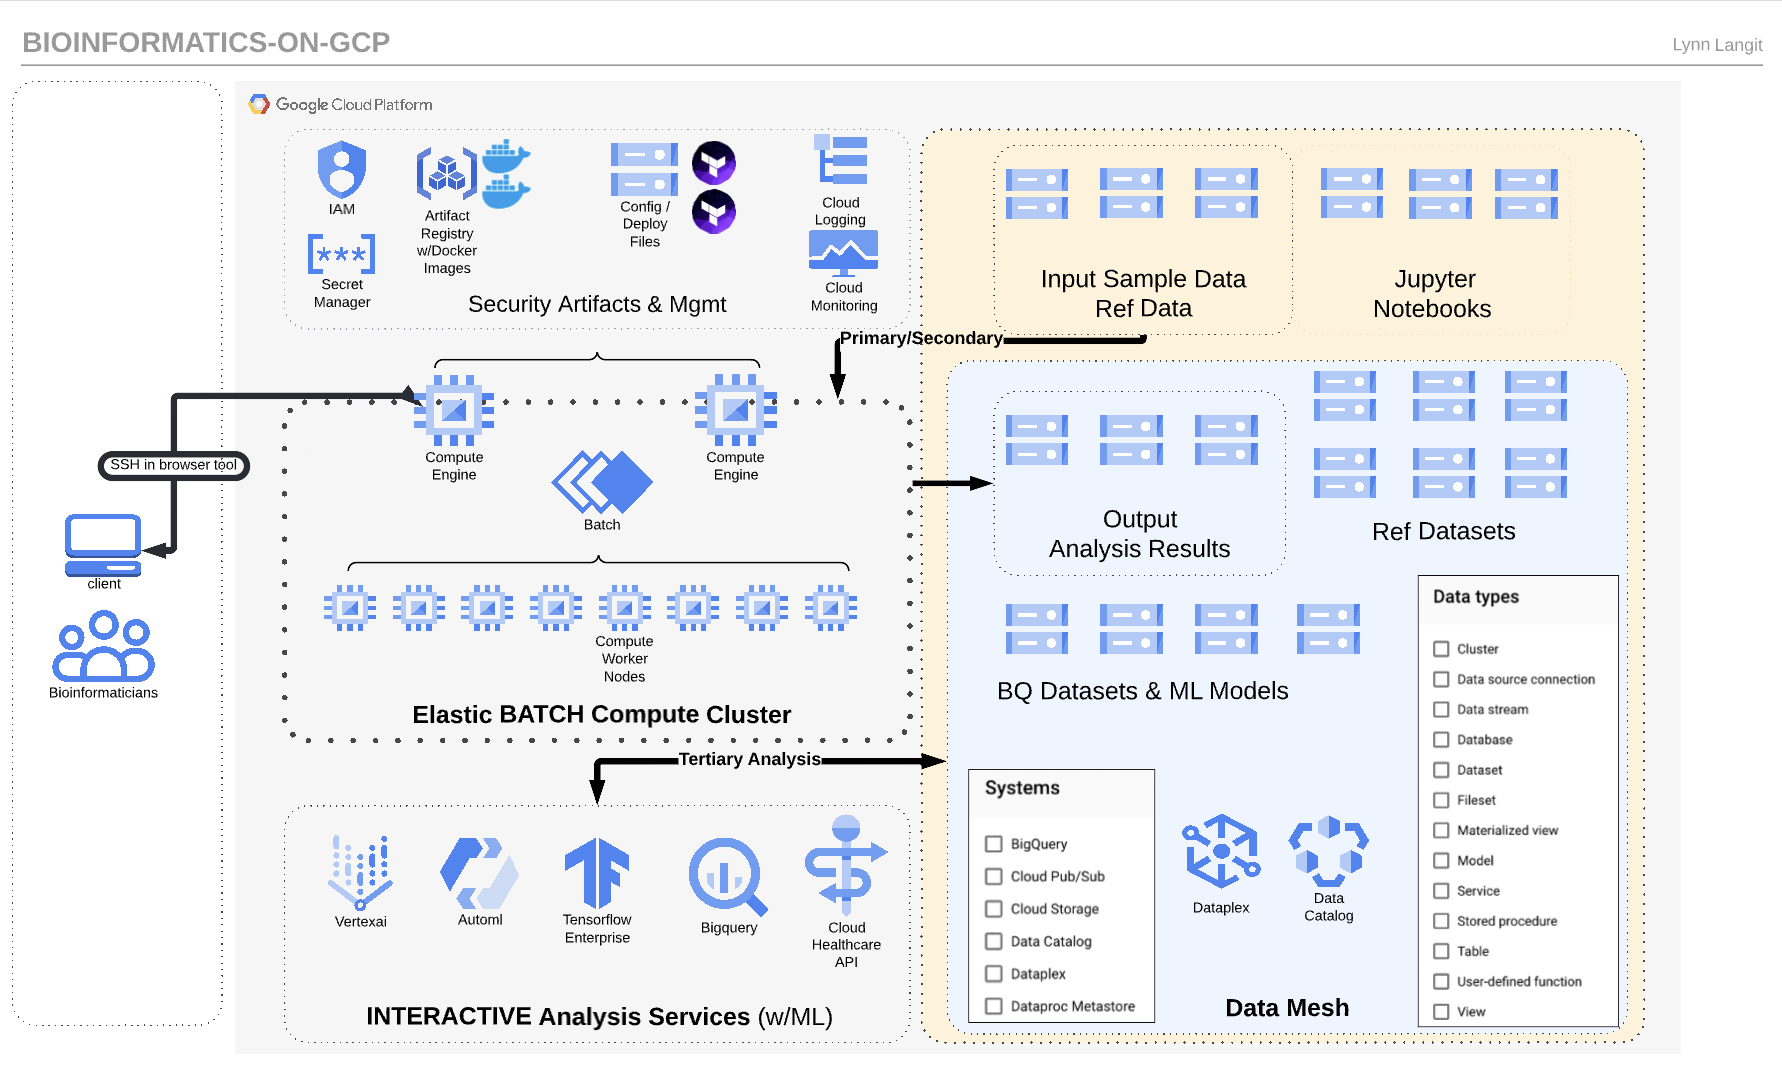 BIOINFORMATICS-ON-GCP
Lynn Langit
Google Cloud Platform
IAM
Secret
Manager
Artifact
Registry
w/Docker
Images
Config /
Deploy
Files
Cloud
Logging
Cloud
Monitoring
Security Artifacts & Mgmt
Input Sample Data
Ref Data
Jupyter
Notebooks
Primary/Secondary
SSH in browser tool
client
Bioinformaticians
Compute
Engine
Compute
Engine
Batch
Compute
Worker
Nodes
Elastic BATCH Compute Cluster
Output
Analysis Results
Ref Datasets
BQ Datasets & ML Models
Tertiary Analysis
Vertexai
Automl
Tensorflow
Enterprise
Bigquery
Cloud
Healthcare
API
INTERACTIVE Analysis Services (w/ML)
Systems
BigQuery
Cloud Pub/Sub
Cloud Storage
Data Catalog
Dataplex
Dataproc Metastore
Dataplex
Data
Catalog
Data Mesh
Data types
Cluster
Data source connection
Data stream
Database
Dataset
Fileset
Materialized view
Model
Service
Stored procedure
Table
User-defined function
View